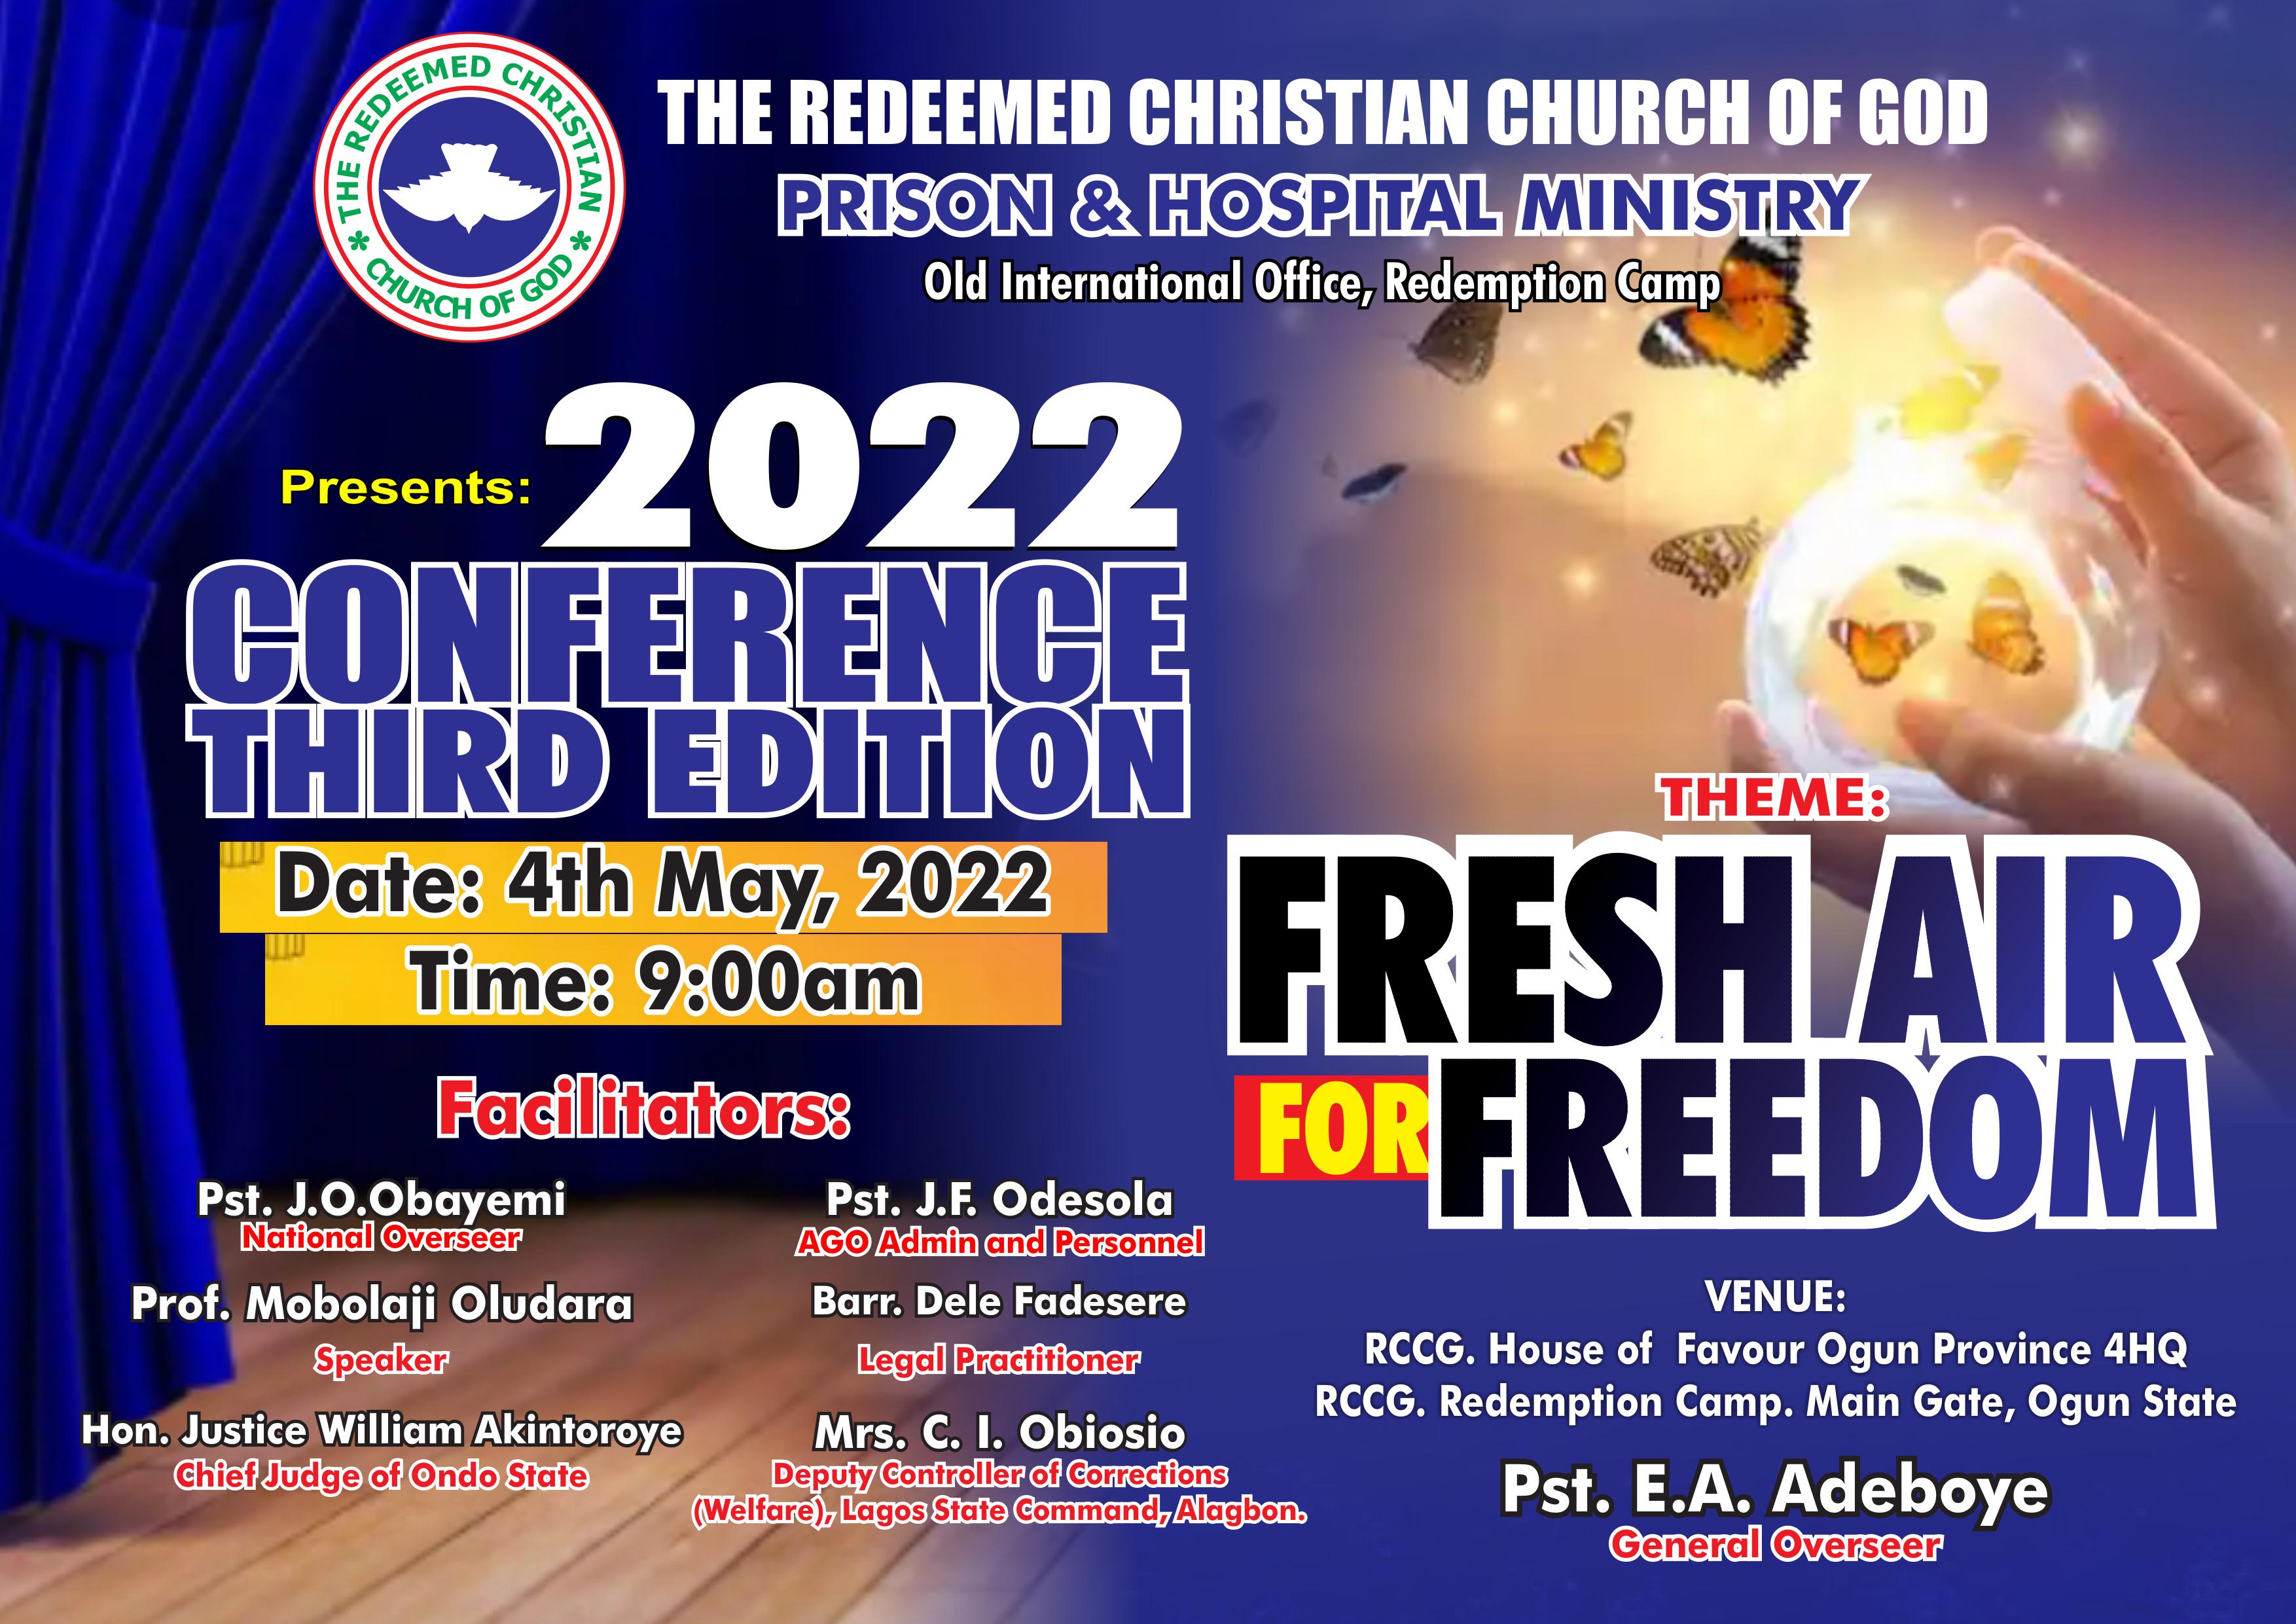 THE REDEEMED CHRISTIAN
CHURCH OF GOD
THE REDEEMED CHRISTIAN CHURCH OF GOD
PRISON & HOSPITAL MINISTRY
Old International Office, Redemption Camp
Presents: 2022
CONFERENCE
THIRD EDITION
Date: 4th May, 2022
Time: 9:00am
Facilitators:
Pst. J.O.Obayemi
National Overseer
Pst. J.F. Odesola
AGO Admin and Personnel
Prof. Mobolaji Oludara
Speaker
Barr. Dele Fadesere
Legal Practitioner
Hon. Justice William Akintoroye
Chief Judge of Ondo State
Mrs. C. I. Obiosio
Deputy Controller of Corrections
(Welfare), Lagos State Command, Alagbon.
THEME:
FRESH AIR
FOR FREEDOM
VENUE:
RCCG. House of Favour Ogun Province 4HQ
RCCG. Redemption Camp. Main Gate, Ogun State
Pst. E.A. Adeboye
General Overseer